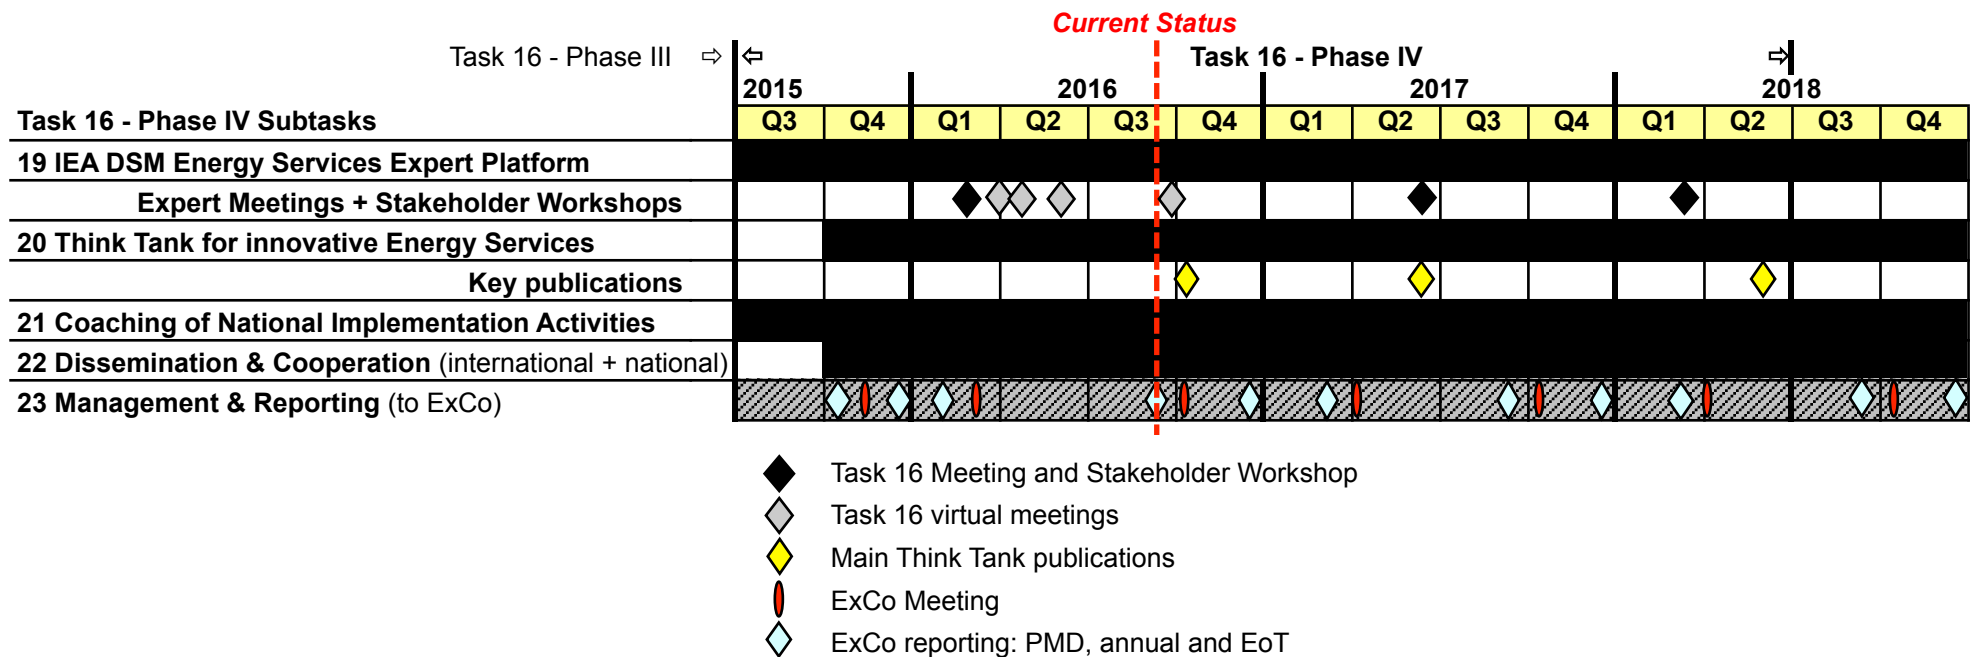 Current Status
Task 16 - Phase III ⇨ ⇦ Task 16 - Phase IV ⇨
2015 2016 2017 2018
Task 16 - Phase IV Subtasks Q3 Q4 Q1 Q2 Q3 Q4 Q1 Q2 Q3 Q4 Q1 Q2 Q3 Q4
19 IEA DSM Energy Services Expert Platform
Expert Meetings + Stakeholder Workshops
20 Think Tank for innovative Energy Services
Key publications
21 Coaching of National Implementation Activities
22 Dissemination & Cooperation (international + national)
23 Management & Reporting (to ExCo)
Task 16 Meeting and Stakeholder Workshop
Task 16 virtual meetings
Main Think Tank publications
ExCo Meeting
ExCo reporting: PMD, annual and EoT